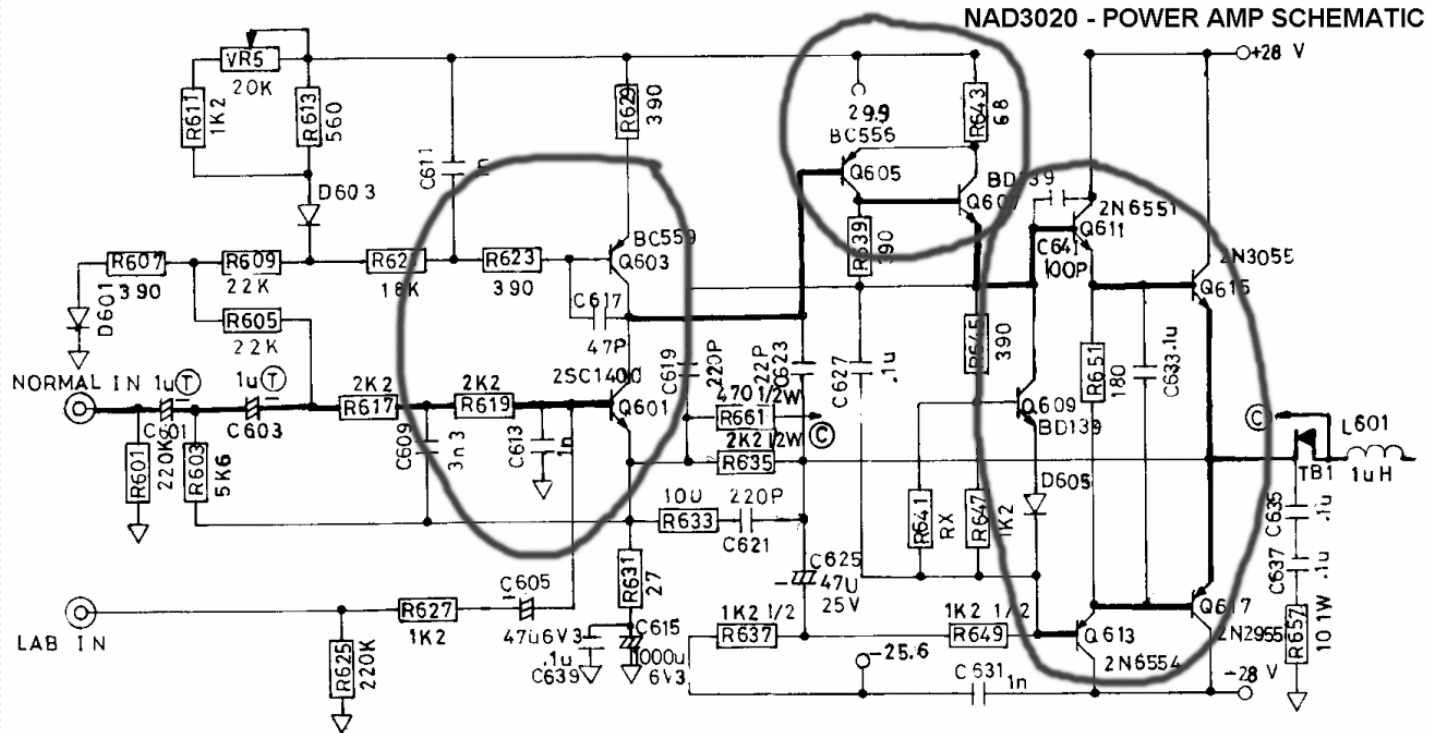 NAD3020 - POWER AMP SCHEMATIC
+28 V
VR5
20K
R611
1K2
R613
560
R629
390
C611
D603
29.9
BC556
Q605
R643
68
BD139
Q607
R639
390
2N6551
Q611
C641
100P
2N3055
Q615
R607
390
R609
22K
R621
18K
R623
390
BC559
Q603
D601
R605
22K
C617
47P
C619
220P
22P
C623
C627
.1u
R645
390
R651
180
C633
.1u
NORMAL IN
1u T
C601
1u T
C603
2K2
R617
2K2
R619
2SC1400
Q601
470 1/2W
R661
C
2K2 1/2W
R635
Q609
BD139
C
L601
1uH
TB1
R601
220K
R603
5K6
C609
3n3
C613
1n
D605
100
R633
220P
C621
R641
RX
R647
1K2
C635
.1u
C637
.1u
C625
47U
25V
R631
27
C605
47u6V3
R627
1K2
LAB IN
R625
220K
.1u
C639
C615
1000u
6V3
1K2 1/2
R637
1K2 1/2
R649
-25.6
C631
1n
Q613
2N6554
Q617
2N2955
R657
10 1W
-28 V